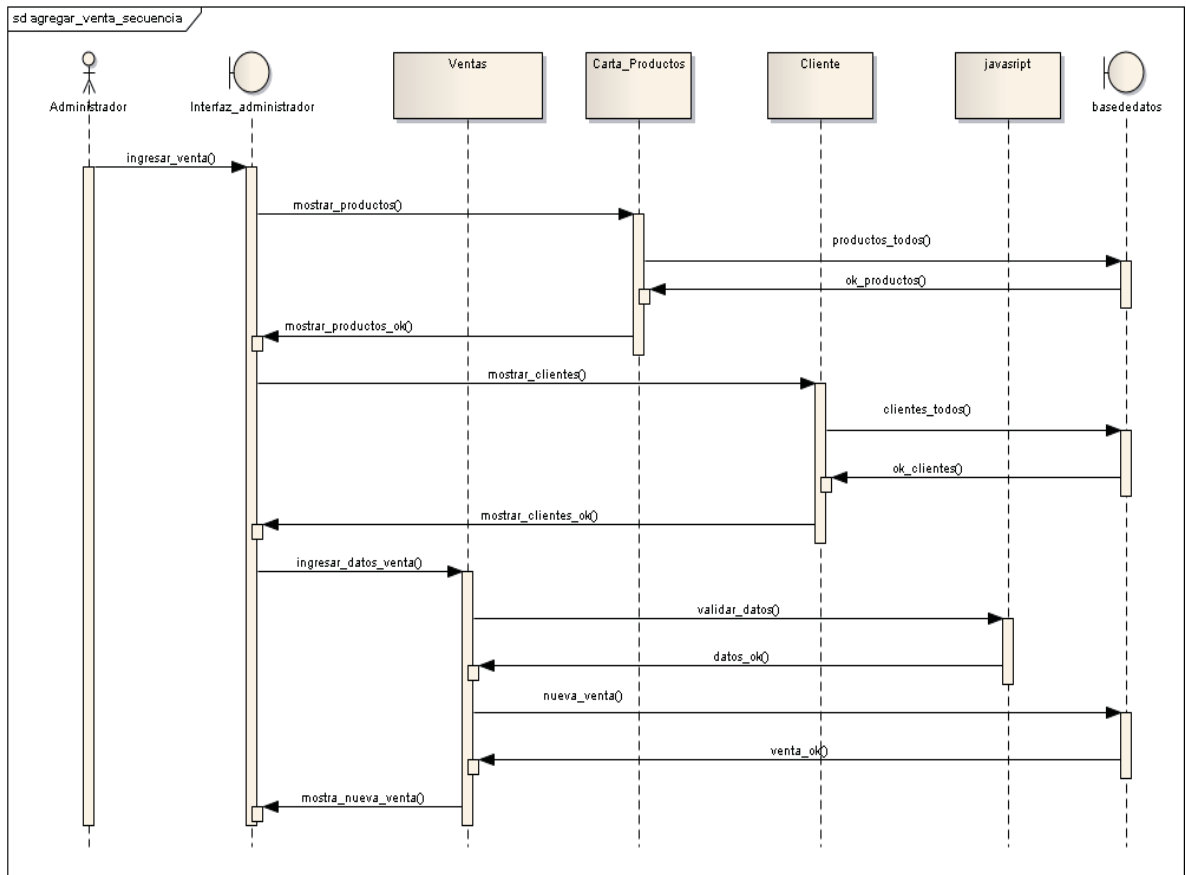 sd agregar_venta_secuencia
Ventas
Carta_Productos
Cliente
javasript
Administrador
Interfaz_administrador
basededatos
ingresar_venta()
mostrar_productos()
productos_todos()
ok_productos()
mostrar_productos_ok()
mostrar_clientes()
clientes_todos()
ok_clientes()
mostrar_clientes_ok()
ingresar_datos_venta()
validar_datos()
datos_ok()
nueva_venta()
venta_ok()
mostra_nueva_venta()